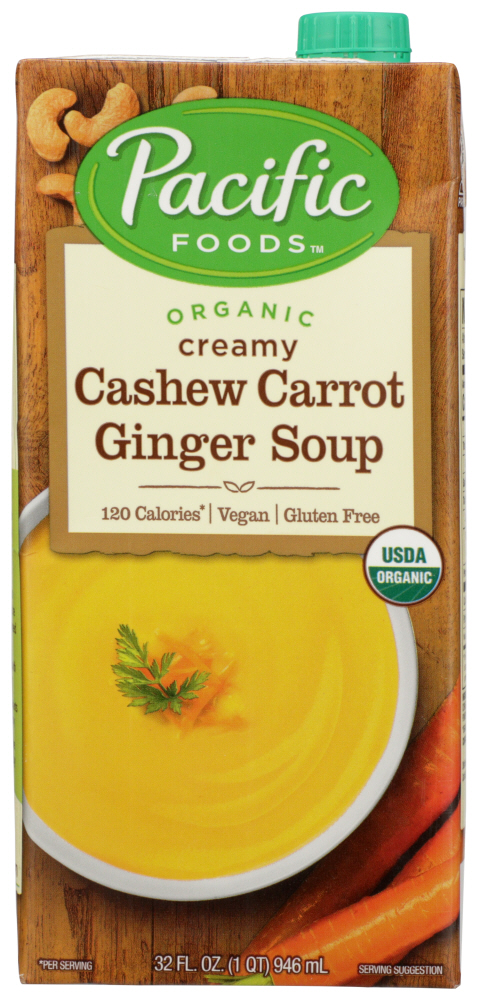 Pacific
FOODS™
ORGANIC
creamy
Cashew Carrot
Ginger Soup
120 Calories* | Vegan | Gluten Free
USDA
ORGANIC
*PER SERVING
32 FL. OZ. (1 QT) 946 mL
SERVING SUGGESTION